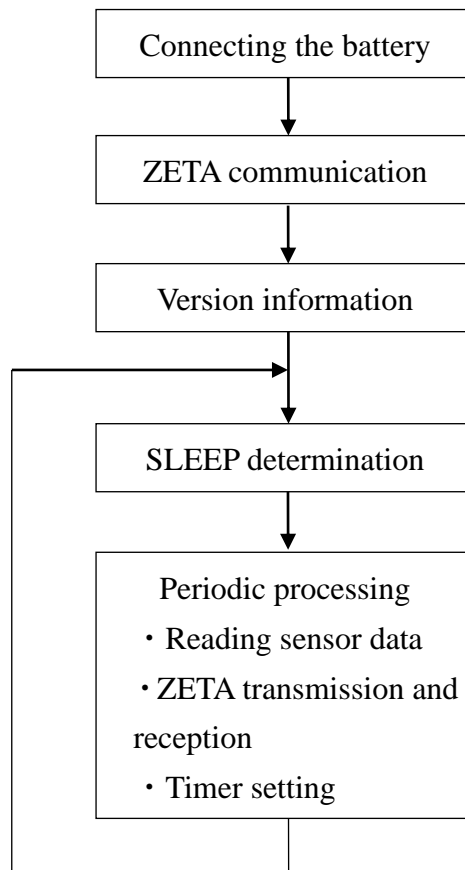 Connecting the battery
ZETA communication
Version information
SLEEP determination
Periodic processing
・Reading sensor data
・ZETA transmission and
reception
・Timer setting